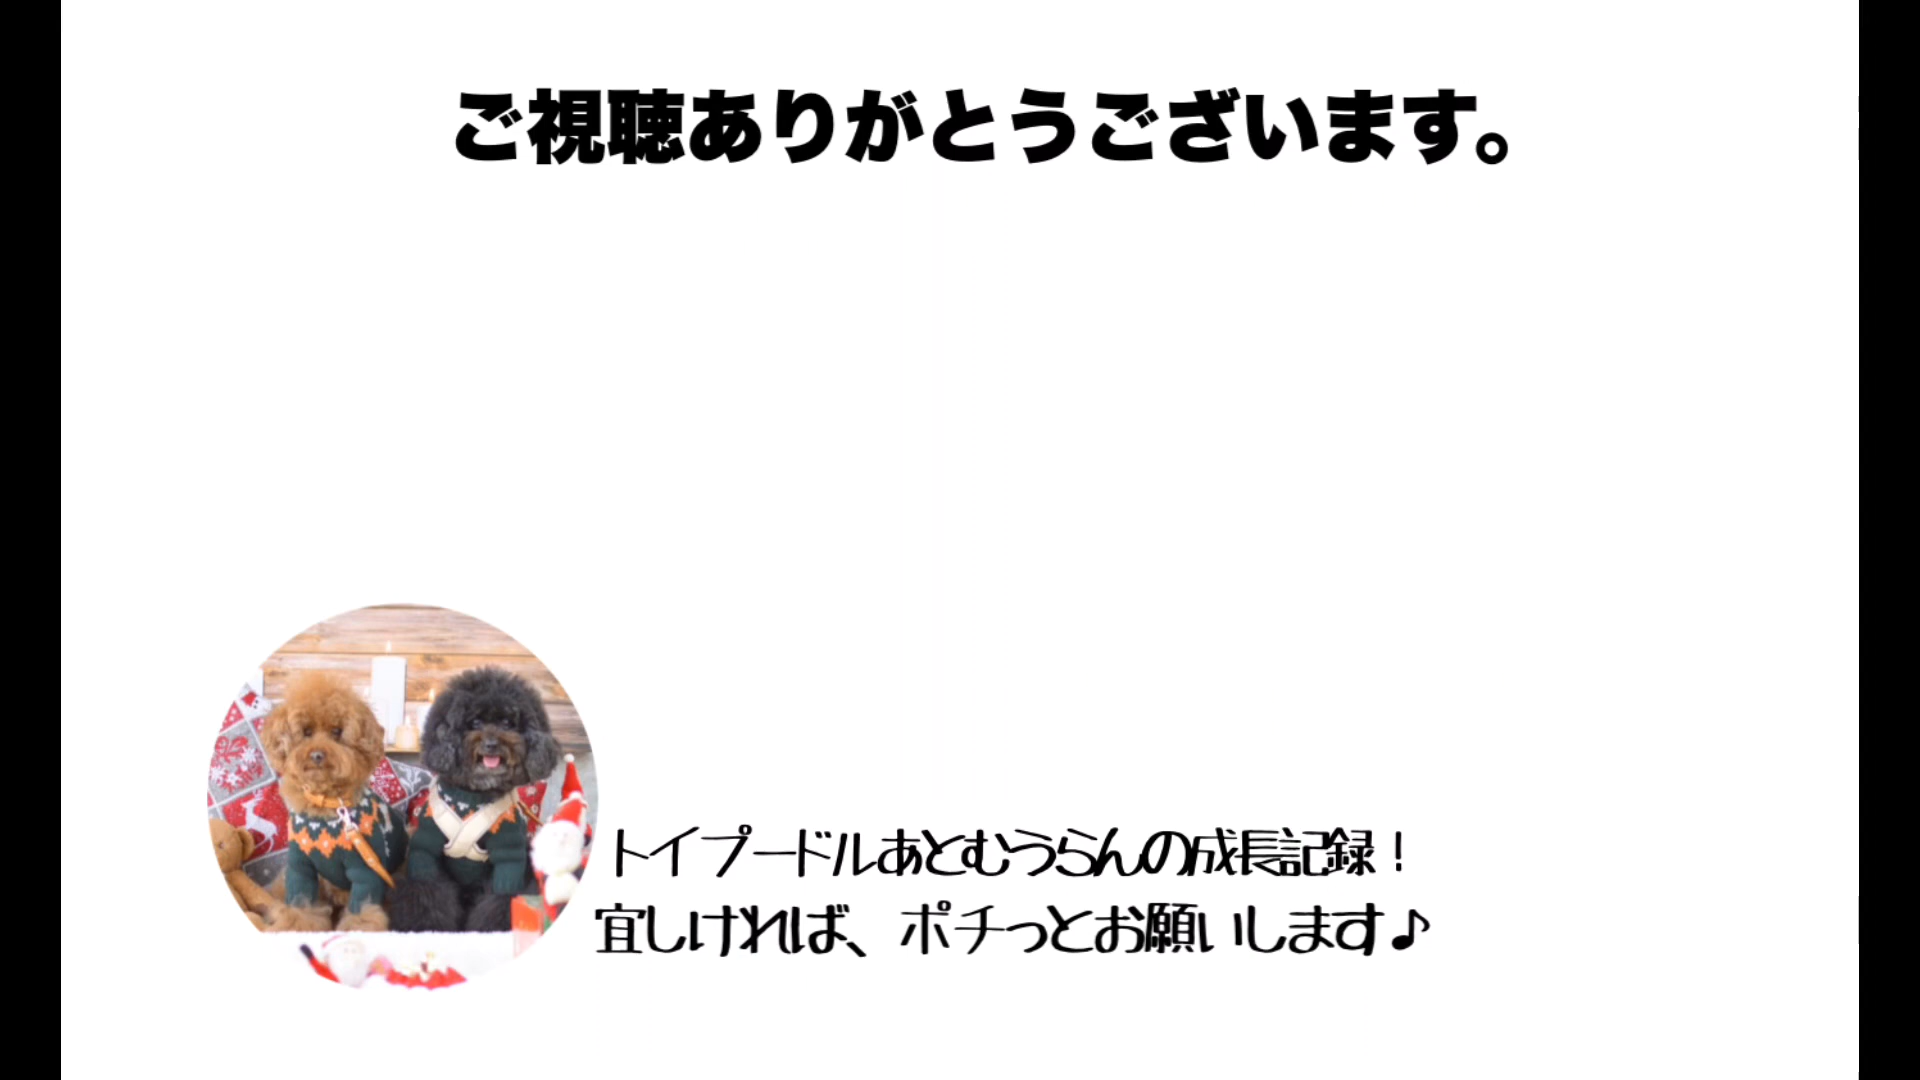 ご視聴ありがとうございます。
トイプードルあとむうらんの成長記録！
宜しければ、ポチっとお願いします♪